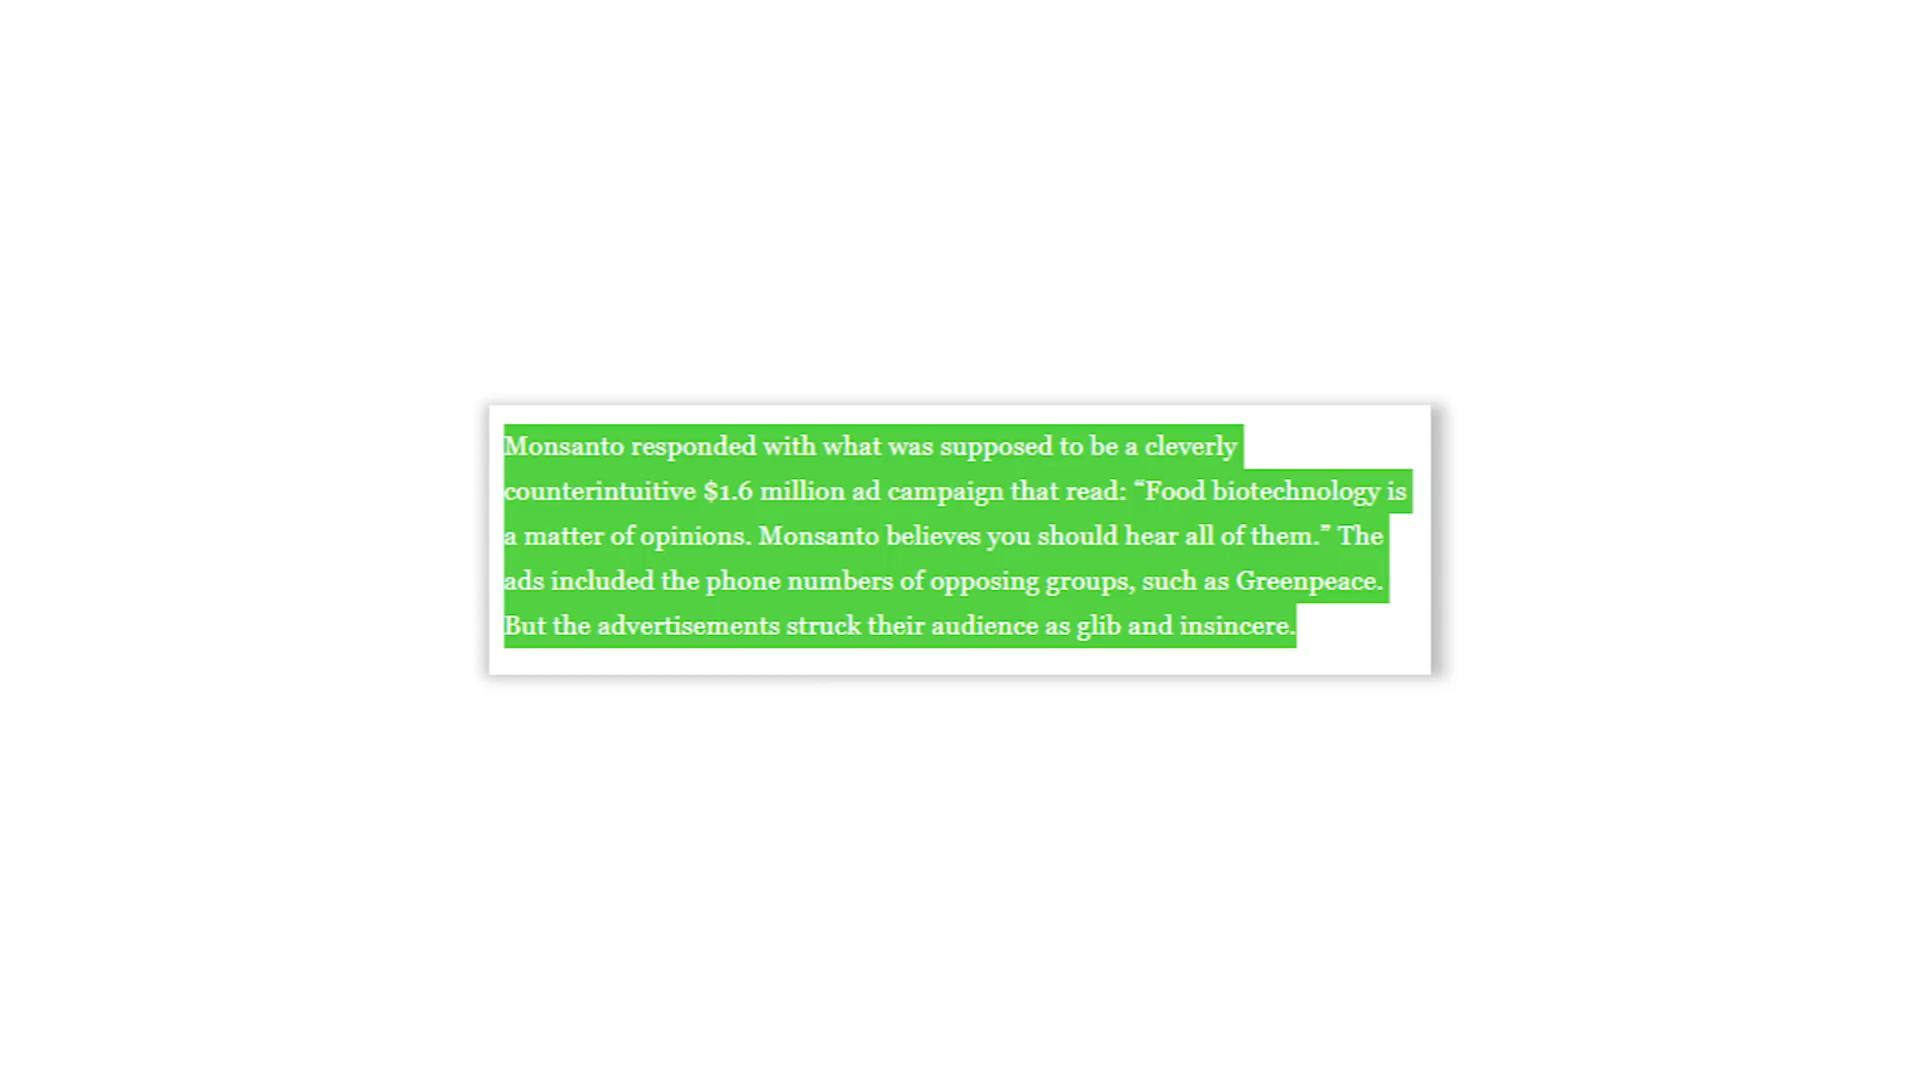 Monsanto responded with what was supposed to be a cleverly
counterintuitive $1.6 million ad campaign that read: “Food biotechnology is
a matter of opinions. Monsanto believes you should hear all of them.” The
ads included the phone numbers of opposing groups, such as Greenpeace.
But the advertisements struck their audience as glib and insincere.